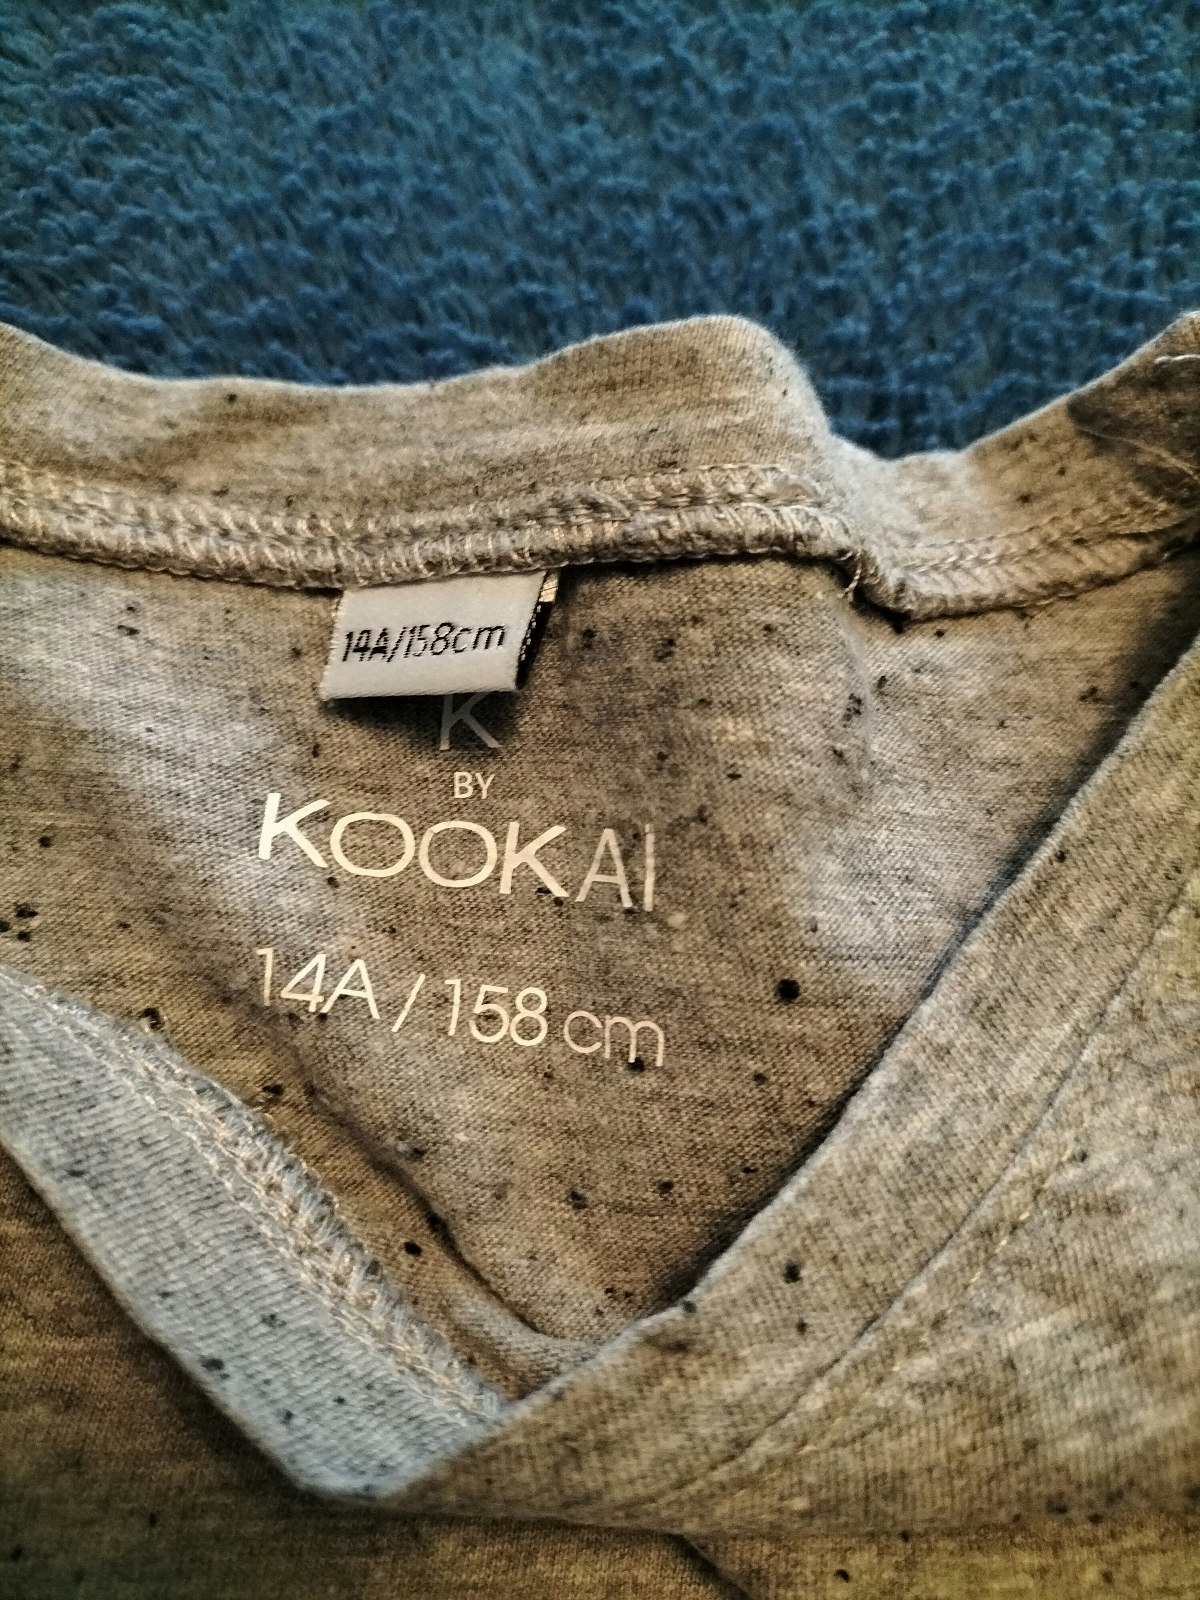 14A/158cm
K
BY
KOOKAI
14A / 158 cm